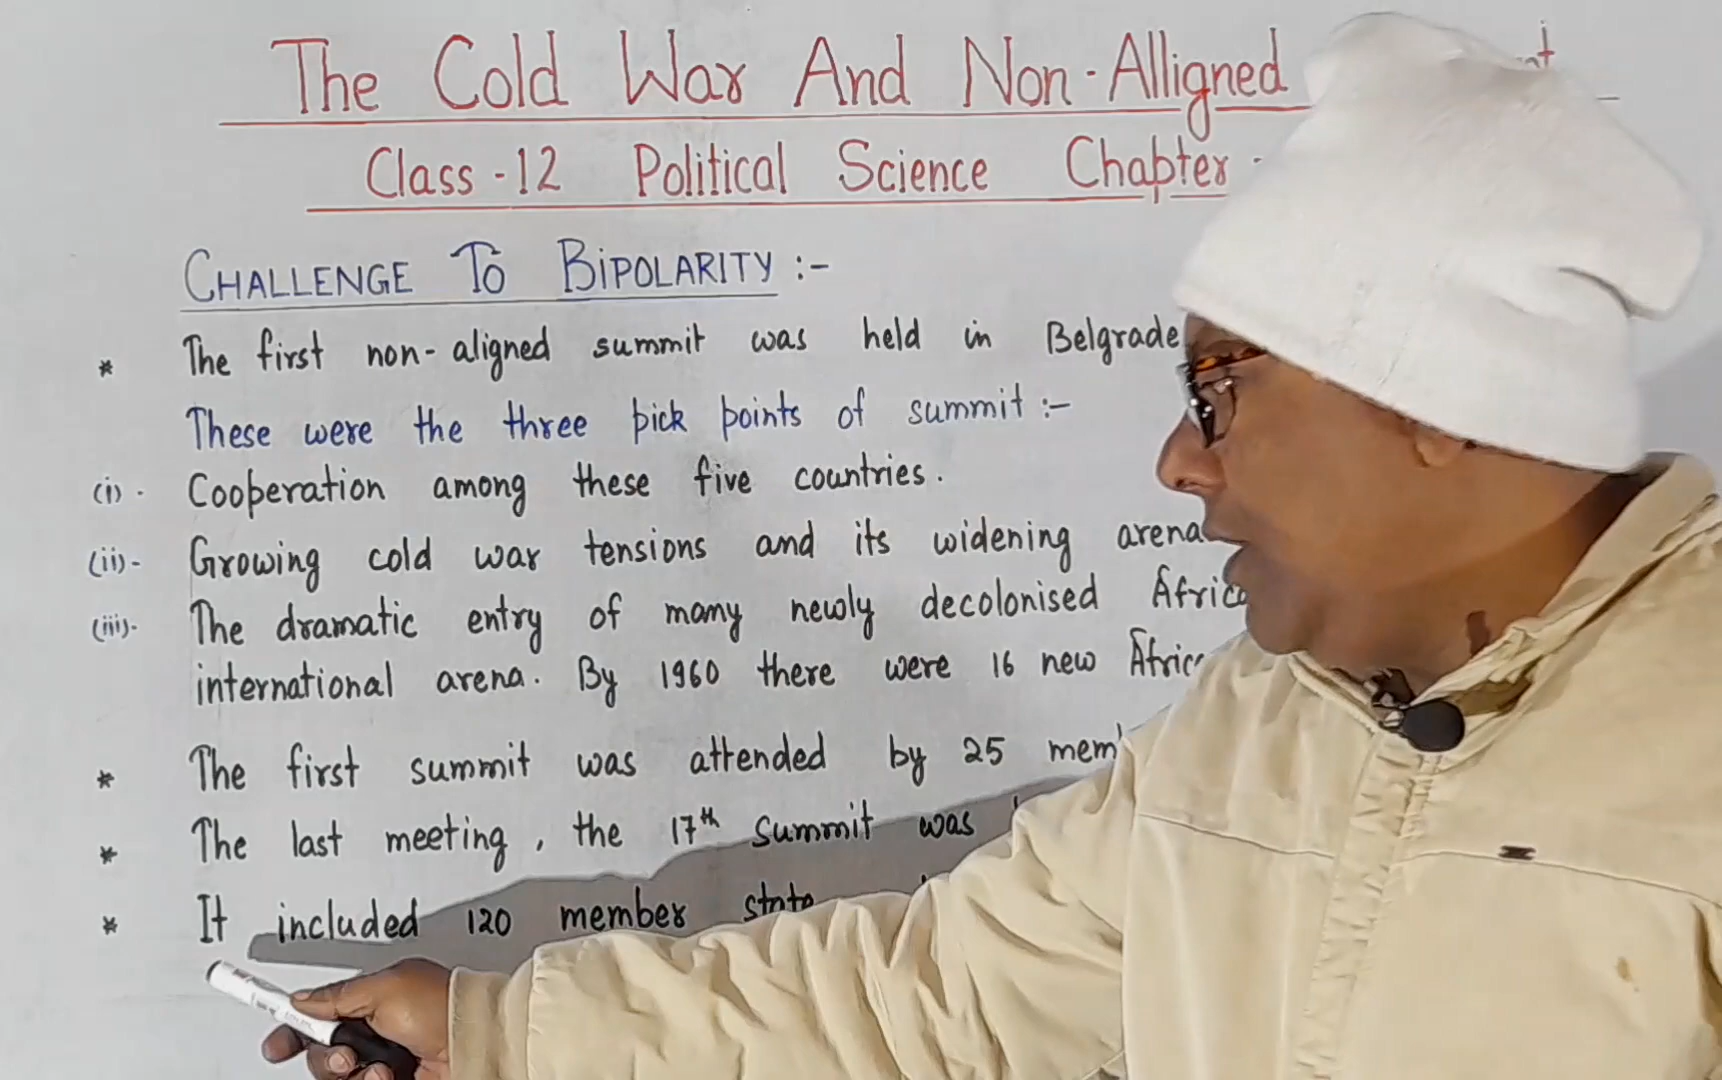 The Cold War And Non-Alligned
Class-12 Political Science Chapter -
CHALLENGE TO BIPOLARITY :-
* The first non-aligned summit was held in Belgrade
These were the three pick points of summit :-
(i) - Cooperation among these five countries.
(ii) - Growing cold war tensions and its widening arena
(iii) - The dramatic entry of many newly decolonised
international arena. By 1960 there were 16 new
* The first summit was attended by 25
* The last meeting, the 17th summit was
* It included 120 member